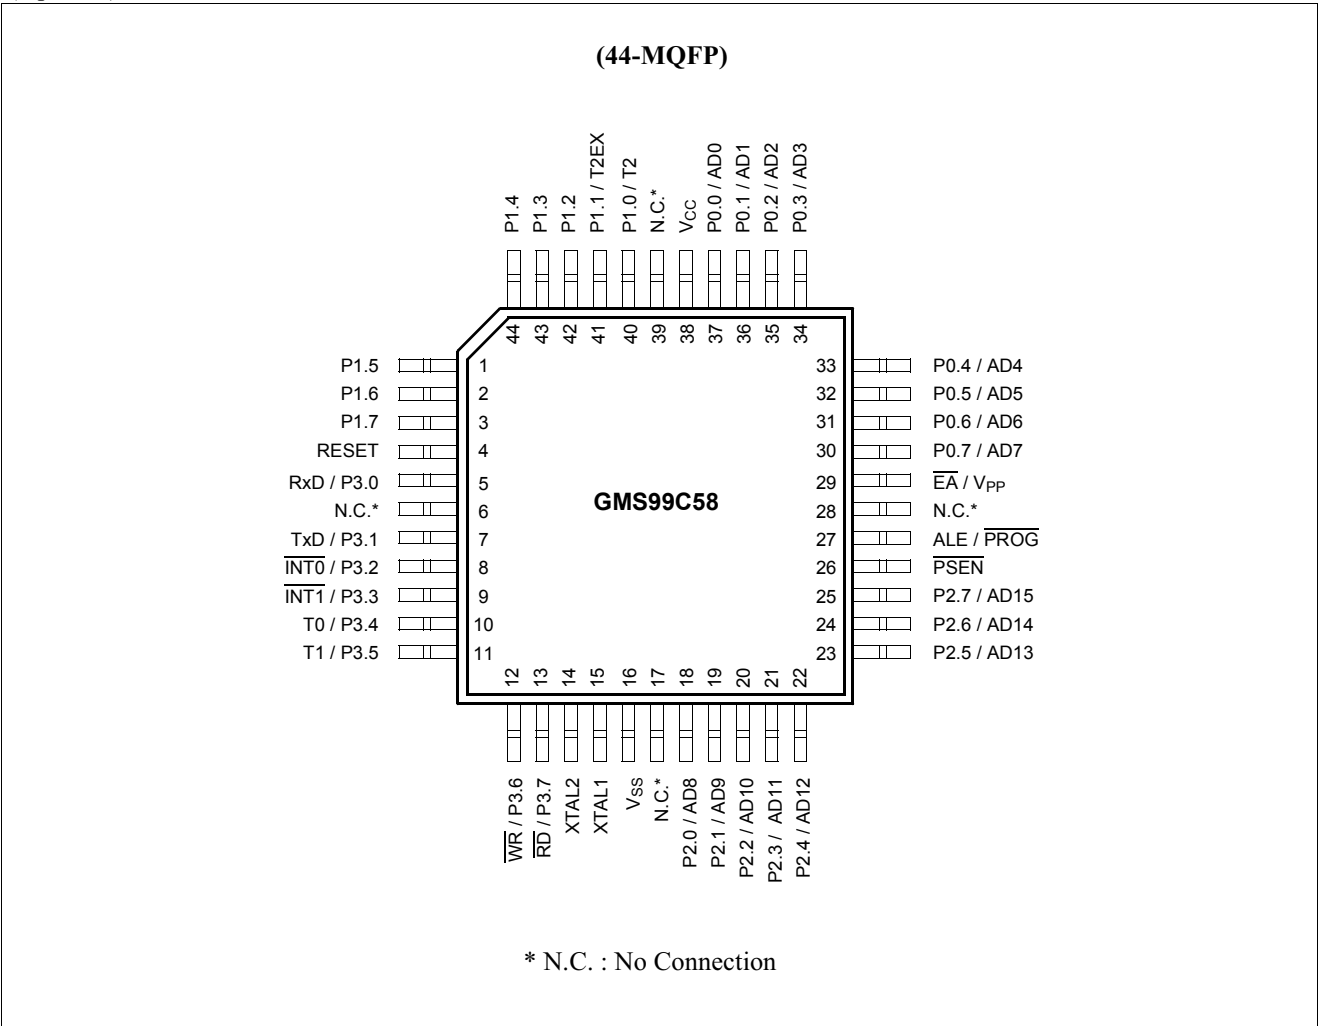 (44-MQFP)
P1.4
P1.3
P1.2
P1.1 / T2EX
P1.0 / T2
N.C.*
VCC
P0.0 / AD0
P0.1 / AD1
P0.2 / AD2
P0.3 / AD3
44
43
42
41
40
39
38
37
36
35
34
P1.5 1
P1.6 2
P1.7 3
RESET 4
RxD / P3.0 5
N.C.* 6
TxD / P3.1 7
INT0 / P3.2 8
INT1 / P3.3 9
T0 / P3.4 10
T1 / P3.5 11
GMS99C58
33 P0.4 / AD4
32 P0.5 / AD5
31 P0.6 / AD6
30 P0.7 / AD7
29 EA / VPP
28 N.C.*
27 ALE / PROG
26 PSEN
25 P2.7 / AD15
24 P2.6 / AD14
23 P2.5 / AD13
12
13
14
15
16
17
18
19
20
21
22
WR / P3.6
RD / P3.7
XTAL2
XTAL1
VSS
N.C.*
P2.0 / AD8
P2.1 / AD9
P2.2 / AD10
P2.3 / AD11
P2.4 / AD12
* N.C. : No Connection